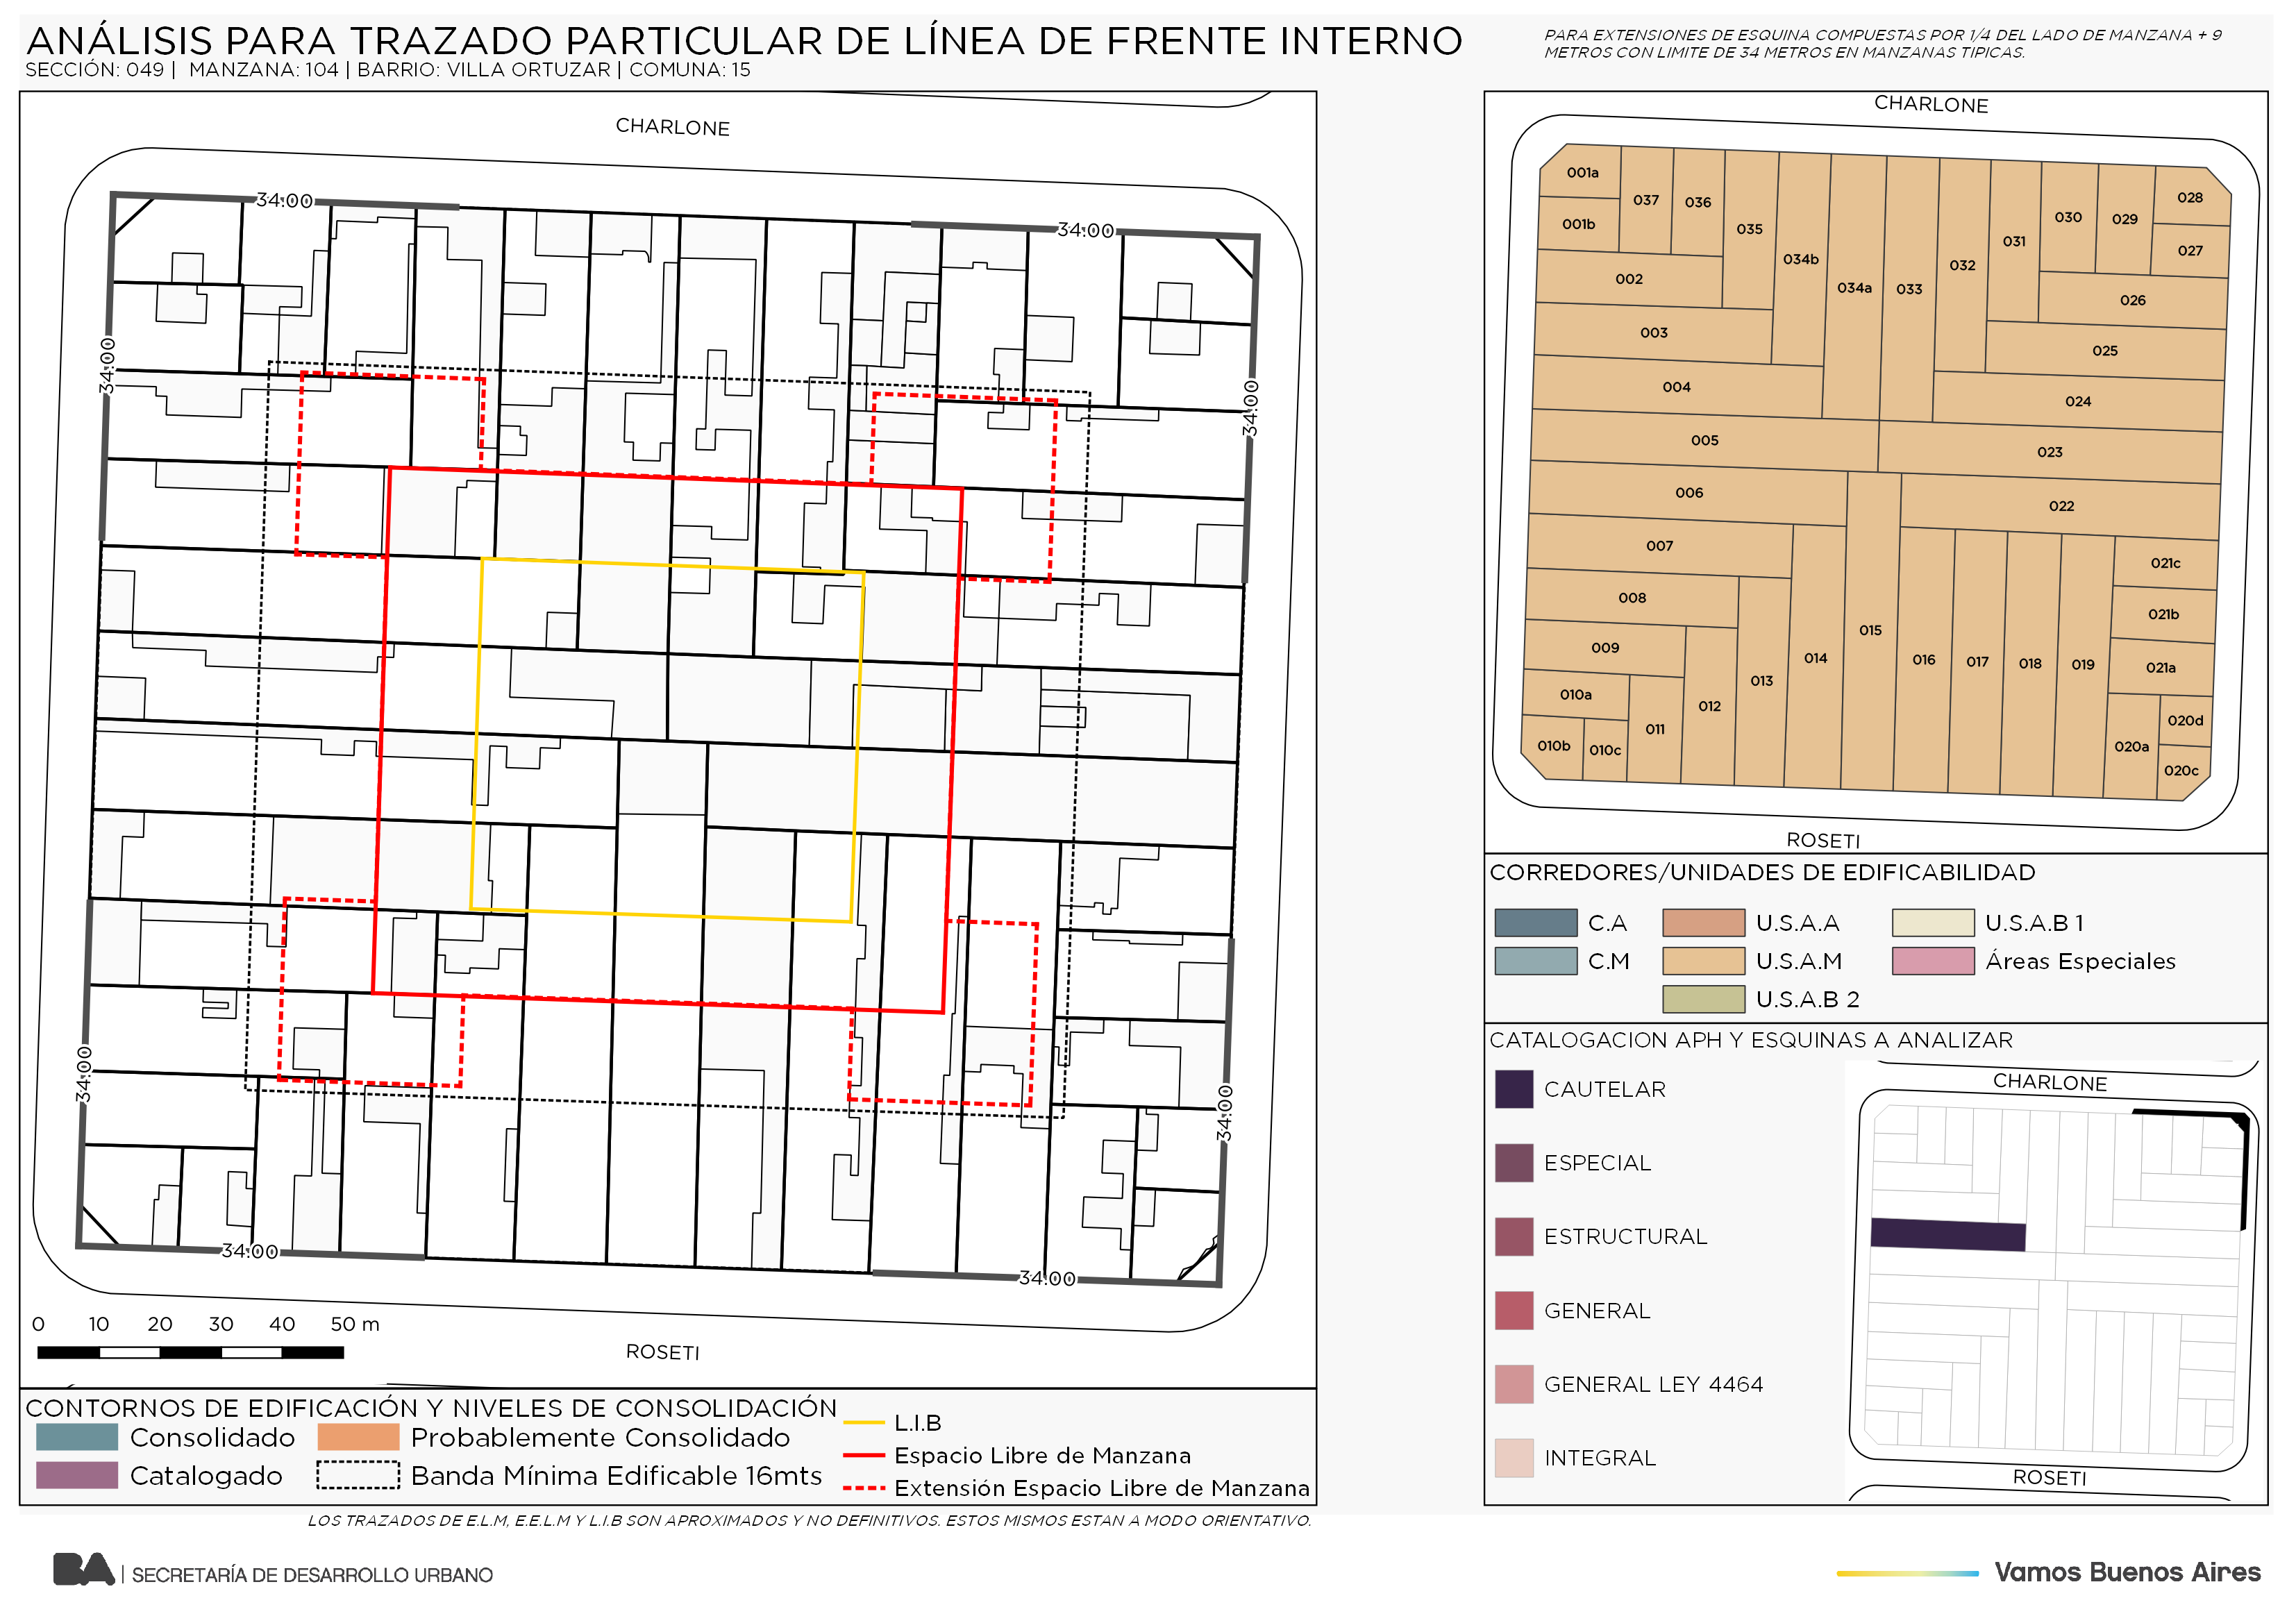 ANÁLISIS PARA TRAZADO PARTICULAR DE LÍNEA DE FRENTE INTERNO
SECCIÓN: 049 | MANZANA: 104 | BARRIO: VILLA ORTUZAR | COMUNA: 15
PARA EXTENSIONES DE ESQUINA COMPUESTAS POR 1/4 DEL LADO DE MANZANA + 9
METROS CON LIMITE DE 34 METROS EN MANZANAS TIPICAS.
CHARLONE
34:00
34:00
34:00
34:00
34:00
34:00
34:00
34:00
0 10 20 30 40 50 m
ROSETI
CONTORNOS DE EDIFICACIÓN Y NIVELES DE CONSOLIDACIÓN
Consolidado
Probablemente Consolidado
Catalogado
Banda Mínima Edificable 16mts
L.I.B
Espacio Libre de Manzana
Extensión Espacio Libre de Manzana
LOS TRAZADOS DE E.L.M, E.E.L.M Y L.I.B SON APROXIMADOS Y NO DEFINITIVOS. ESTOS MISMOS ESTAN A MODO ORIENTATIVO.
CHARLONE
001a
037
036
035
034b
034a
033
032
031
030
029
028
001b
027
002
026
003
025
004
024
005
023
006
022
007
021c
008
015
021b
009
014
016
017
018
019
021a
010a
013
012
011
020d
010b
010c
020a
020c
ROSETI
CORREDORES/UNIDADES DE EDIFICABILIDAD
C.A
U.S.A.A
U.S.A.B 1
C.M
U.S.A.M
Áreas Especiales
U.S.A.B 2
CATALOGACION APH Y ESQUINAS A ANALIZAR
CAUTELAR
ESPECIAL
ESTRUCTURAL
GENERAL
GENERAL LEY 4464
INTEGRAL
CHARLONE
ROSETI
BA | SECRETARÍA DE DESARROLLO URBANO
Vamos Buenos Aires